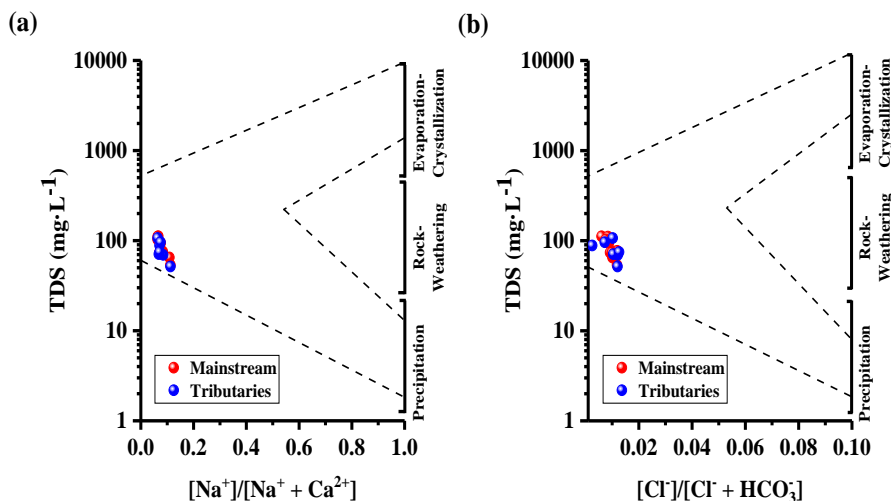 (a)
10000
1000
100
10
1
TDS (mg·L⁻¹)
0.0 0.2 0.4 0.6 0.8 1.0
[Na⁺]/[Na⁺ + Ca²⁺]
Mainstream
Tributaries
Evaporation-
Crystallization
Rock-
Weathering
Precipitation
(b)
10000
1000
100
10
1
TDS (mg·L⁻¹)
0.02 0.04 0.06 0.08 0.10
[Cl⁻]/[Cl⁻ + HCO₃⁻]
Mainstream
Tributaries
Evaporation-
Crystallization
Rock-
Weathering
Precipitation